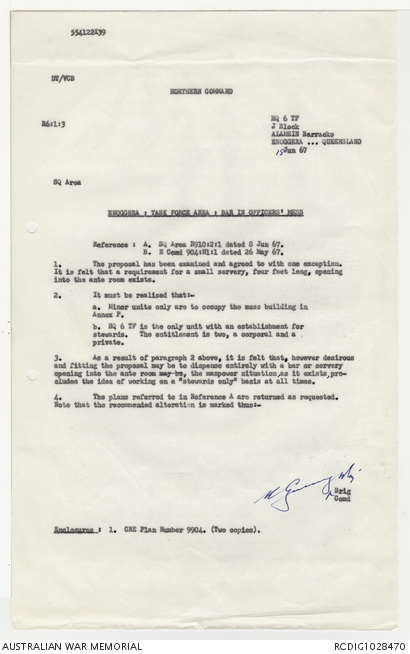 554122X39
DT/VCB
NORTHERN COMMAND
R6:1:3
HQ 6 TF
J Block
ALAMEIN Barracks
ENOGGERA ... QUEENSLAND
15 Jun 67
SQ Area
ENOGGERA : TASK FORCE AREA : BAR IN OFFICERS' MESS
Reference : A. SQ Area R910:2:1 dated 8 Jun 67.
B. N Comd 904:N1:1 dated 26 May 67.
1. The proposal has been examined and agreed to with one exception.
It is felt that a requirement for a small servery, four feet long, opening
into the ante room exists.
2. It must be realised that:-
a. Minor units only are to occupy the mess building in
Annex P.
b. HQ 6 TF is the only unit with an establishment for
stewards. The entitlement is two, a corporal and a
private.
3. As a result of paragraph 2 above, it is felt that, however desirous
and fitting the proposal may be to dispense entirely with a bar or servery
opening into the ante room may be, the manpower situation, as it exists, pre-
cludes the idea of working on a "stewards only" basis at all times.
4. The plans referred to in Reference A are returned as requested.
Note that the recommended alteration is marked thus:-
Brig
Comd
Enclosures : 1. CRE Plan Number 9904. (Two copies).
AUSTRALIAN WAR MEMORIAL
RCDIG1028470